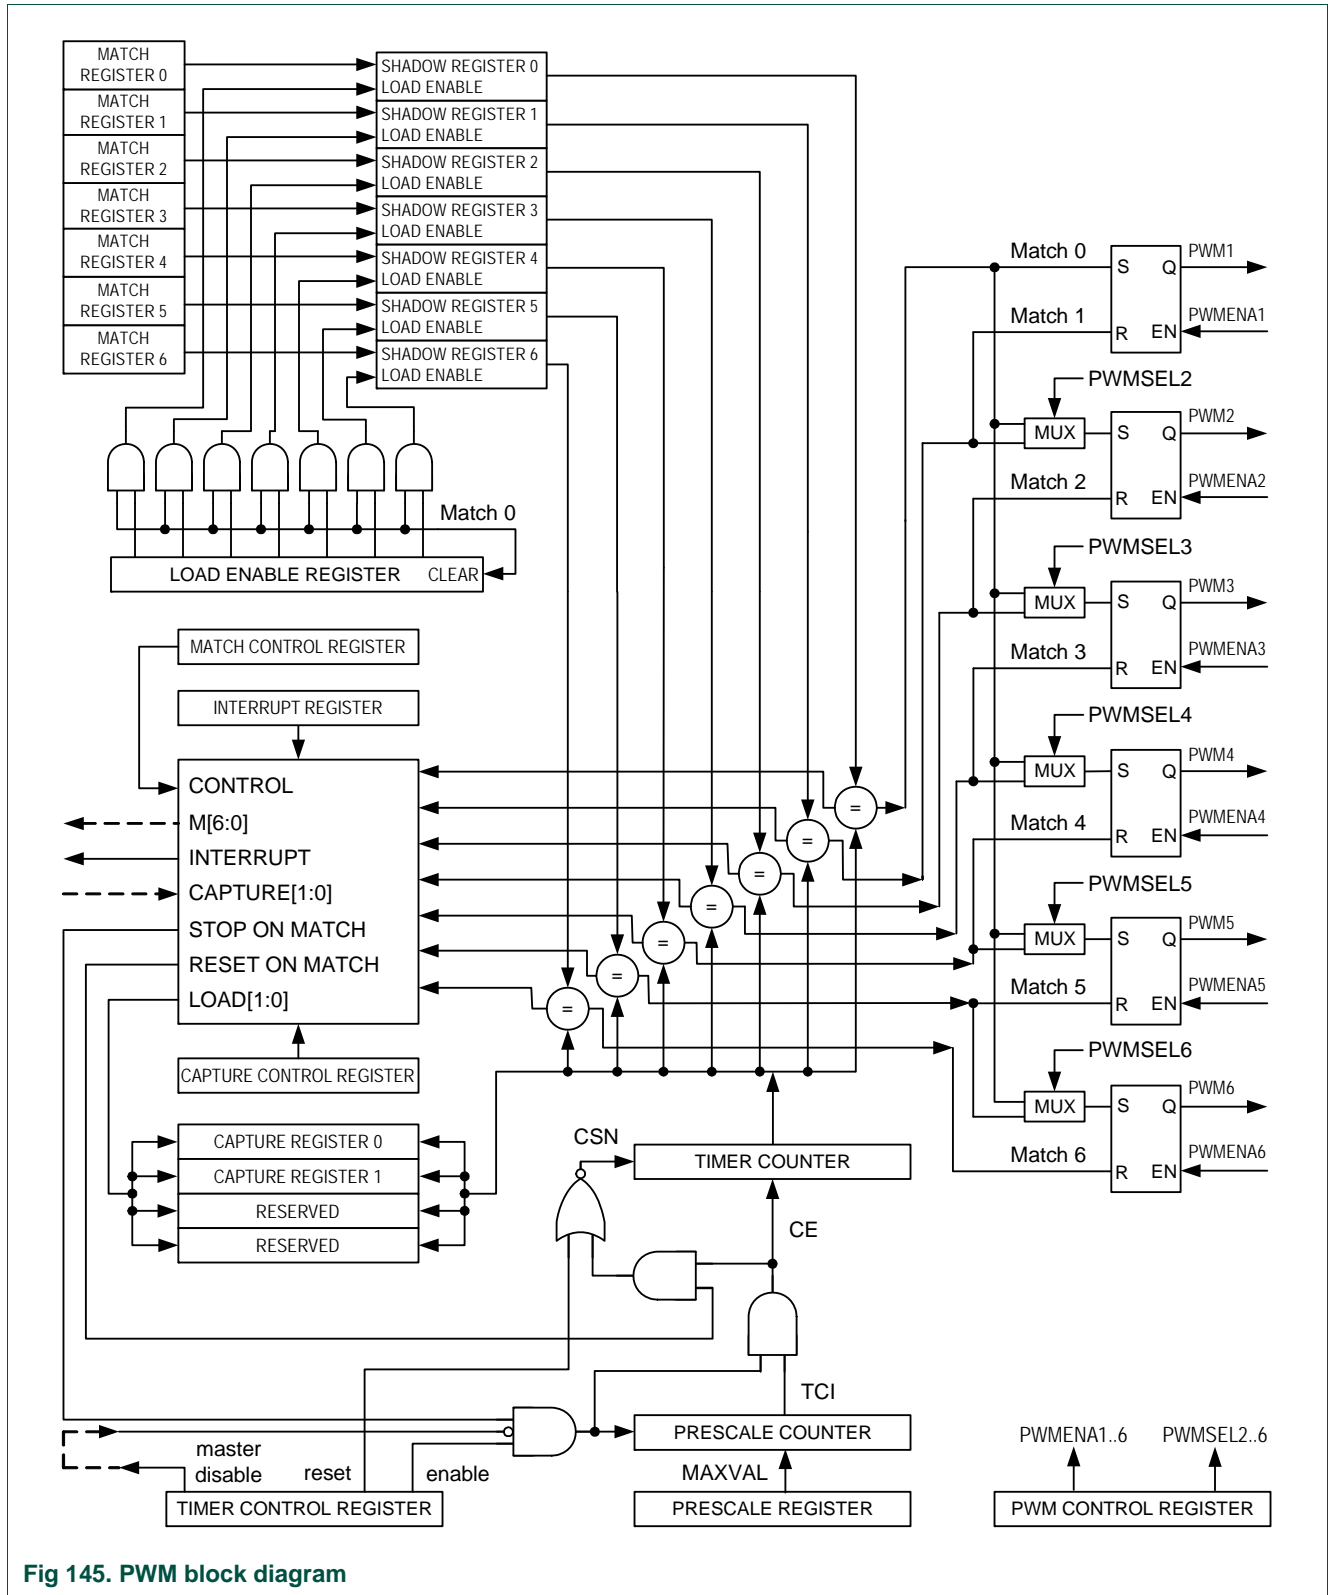 MATCH
REGISTER 0
MATCH
REGISTER 1
MATCH
REGISTER 2
MATCH
REGISTER 3
MATCH
REGISTER 4
MATCH
REGISTER 5
MATCH
REGISTER 6
SHADOW REGISTER 0
LOAD ENABLE
SHADOW REGISTER 1
LOAD ENABLE
SHADOW REGISTER 2
LOAD ENABLE
SHADOW REGISTER 3
LOAD ENABLE
SHADOW REGISTER 4
LOAD ENABLE
SHADOW REGISTER 5
LOAD ENABLE
SHADOW REGISTER 6
LOAD ENABLE
Match 0
LOAD ENABLE REGISTER CLEAR
MATCH CONTROL REGISTER
INTERRUPT REGISTER
CONTROL
M[6:0]
INTERRUPT
CAPTURE[1:0]
STOP ON MATCH
RESET ON MATCH
LOAD[1:0]
CAPTURE CONTROL REGISTER
CAPTURE REGISTER 0
CAPTURE REGISTER 1
RESERVED
RESERVED
=
=
=
=
=
=
=
CSN
TIMER COUNTER
CE
TCI
PRESCALE COUNTER
MAXVAL
PRESCALE REGISTER
master
disable
reset
enable
TIMER CONTROL REGISTER
Match 0
S Q
PWM1
Match 1
R EN
PWMENA1
PWMSEL2
MUX
S Q
PWM2
Match 2
R EN
PWMENA2
PWMSEL3
MUX
S Q
PWM3
Match 3
R EN
PWMENA3
PWMSEL4
MUX
S Q
PWM4
Match 4
R EN
PWMENA4
PWMSEL5
MUX
S Q
PWM5
Match 5
R EN
PWMENA5
PWMSEL6
MUX
S Q
PWM6
Match 6
R EN
PWMENA6
PWMENA1..6 PWMSEL2..6
PWM CONTROL REGISTER
Fig 145. PWM block diagram